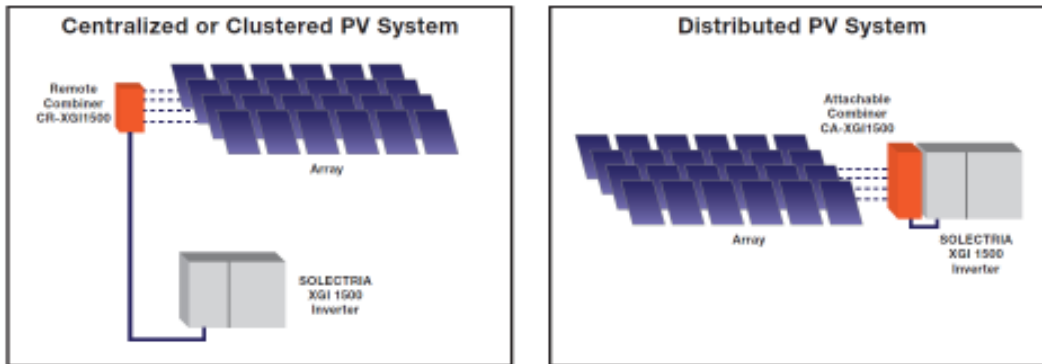 Centralized or Clustered PV System
Remote
Combiner
CR-XGI1500
Array
SOLECTRIA
XGI 1500
Inverter
Distributed PV System
Attachable
Combiner
CA-XGI1500
Array
SOLECTRIA
XGI 1500
Inverter